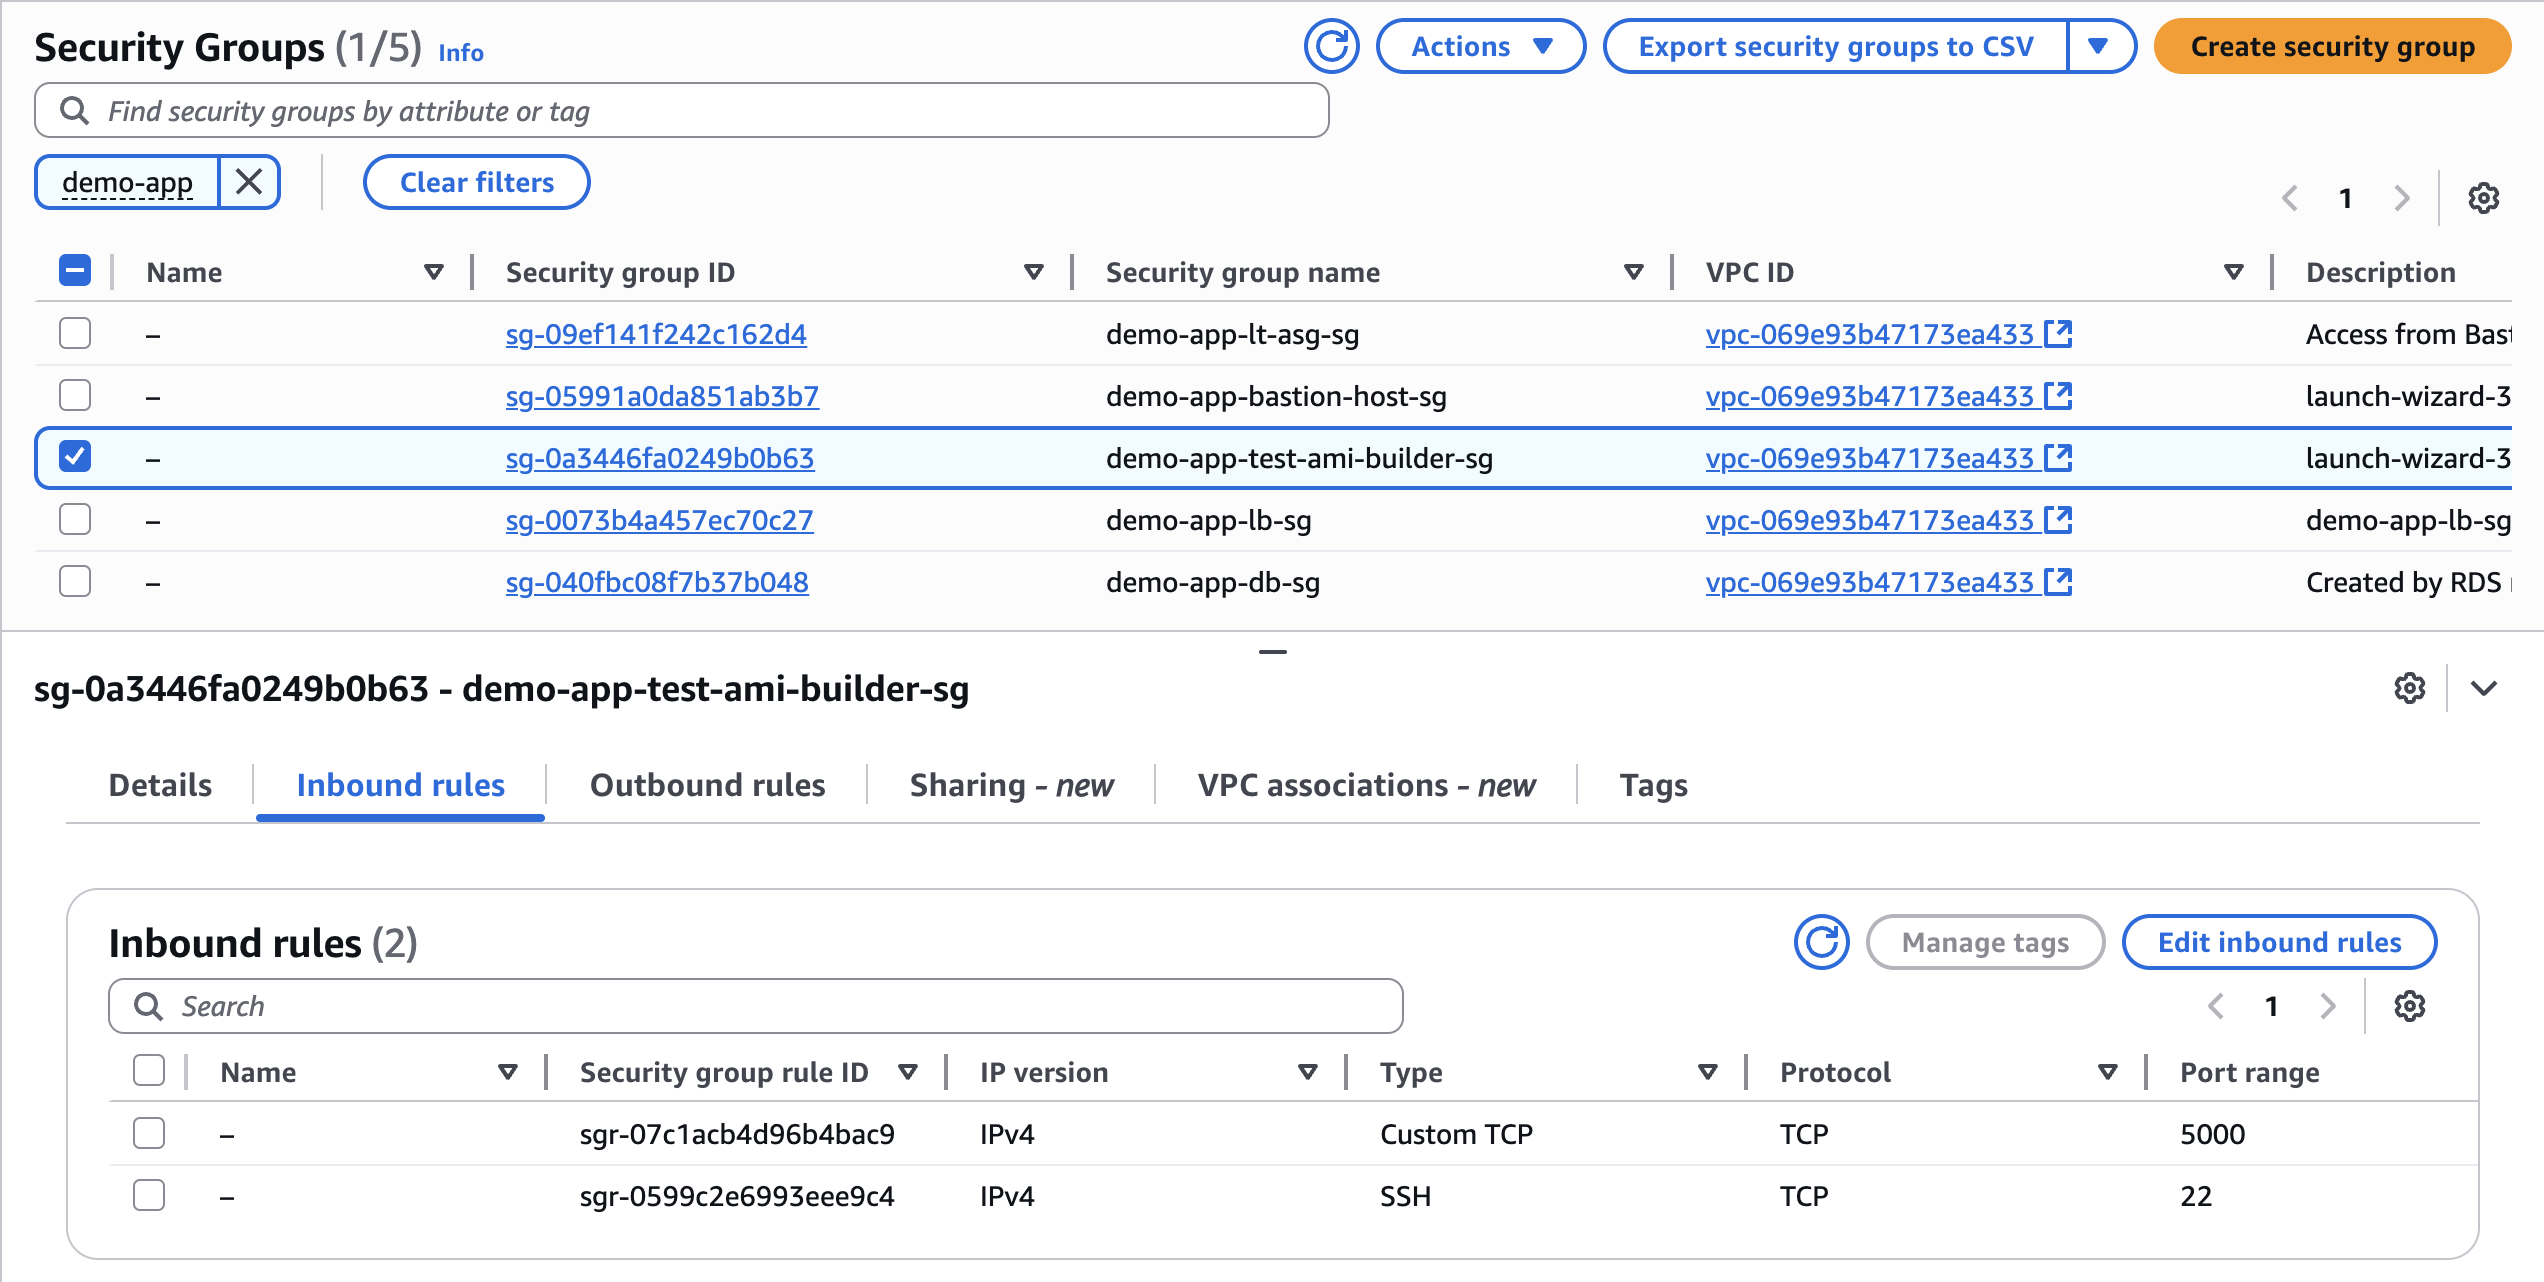 Security Groups (1/5) Info
Actions
Export security groups to CSV
Create security group
Find security groups by attribute or tag
demo-app
Clear filters
1
Name Security group ID Security group name VPC ID Description
– sg-09ef141f242c162d4 demo-app-lt-asg-sg vpc-069e93b47173ea433 Access from Bast
– sg-05991a0da851ab3b7 demo-app-bastion-host-sg vpc-069e93b47173ea433 launch-wizard-3
– sg-0a3446fa0249b0b63 demo-app-test-ami-builder-sg vpc-069e93b47173ea433 launch-wizard-3
– sg-0073b4a457ec70c27 demo-app-lb-sg vpc-069e93b47173ea433 demo-app-lb-sg
– sg-040fbc08f7b37b048 demo-app-db-sg vpc-069e93b47173ea433 Created by RDS
sg-0a3446fa0249b0b63 - demo-app-test-ami-builder-sg
Details Inbound rules Outbound rules Sharing - new VPC associations - new Tags
Inbound rules (2)
Manage tags
Edit inbound rules
Search
1
Name Security group rule ID IP version Type Protocol Port range
– sgr-07c1acb4d96b4bac9 IPv4 Custom TCP TCP 5000
– sgr-0599c2e6993eee9c4 IPv4 SSH TCP 22